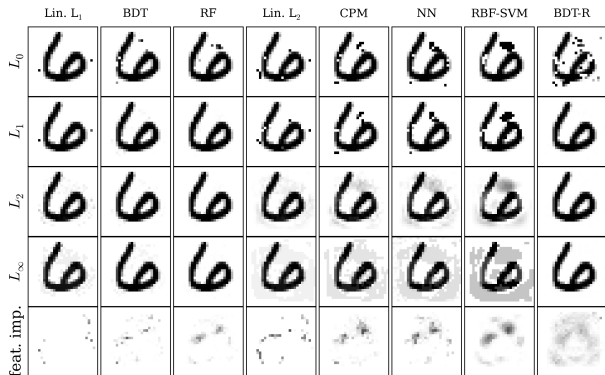 Lin. L₁ BDT RF Lin. L₂ CPM NN RBF-SVM BDT-R
L₀
L₁
L₂
L∞
feat. imp.